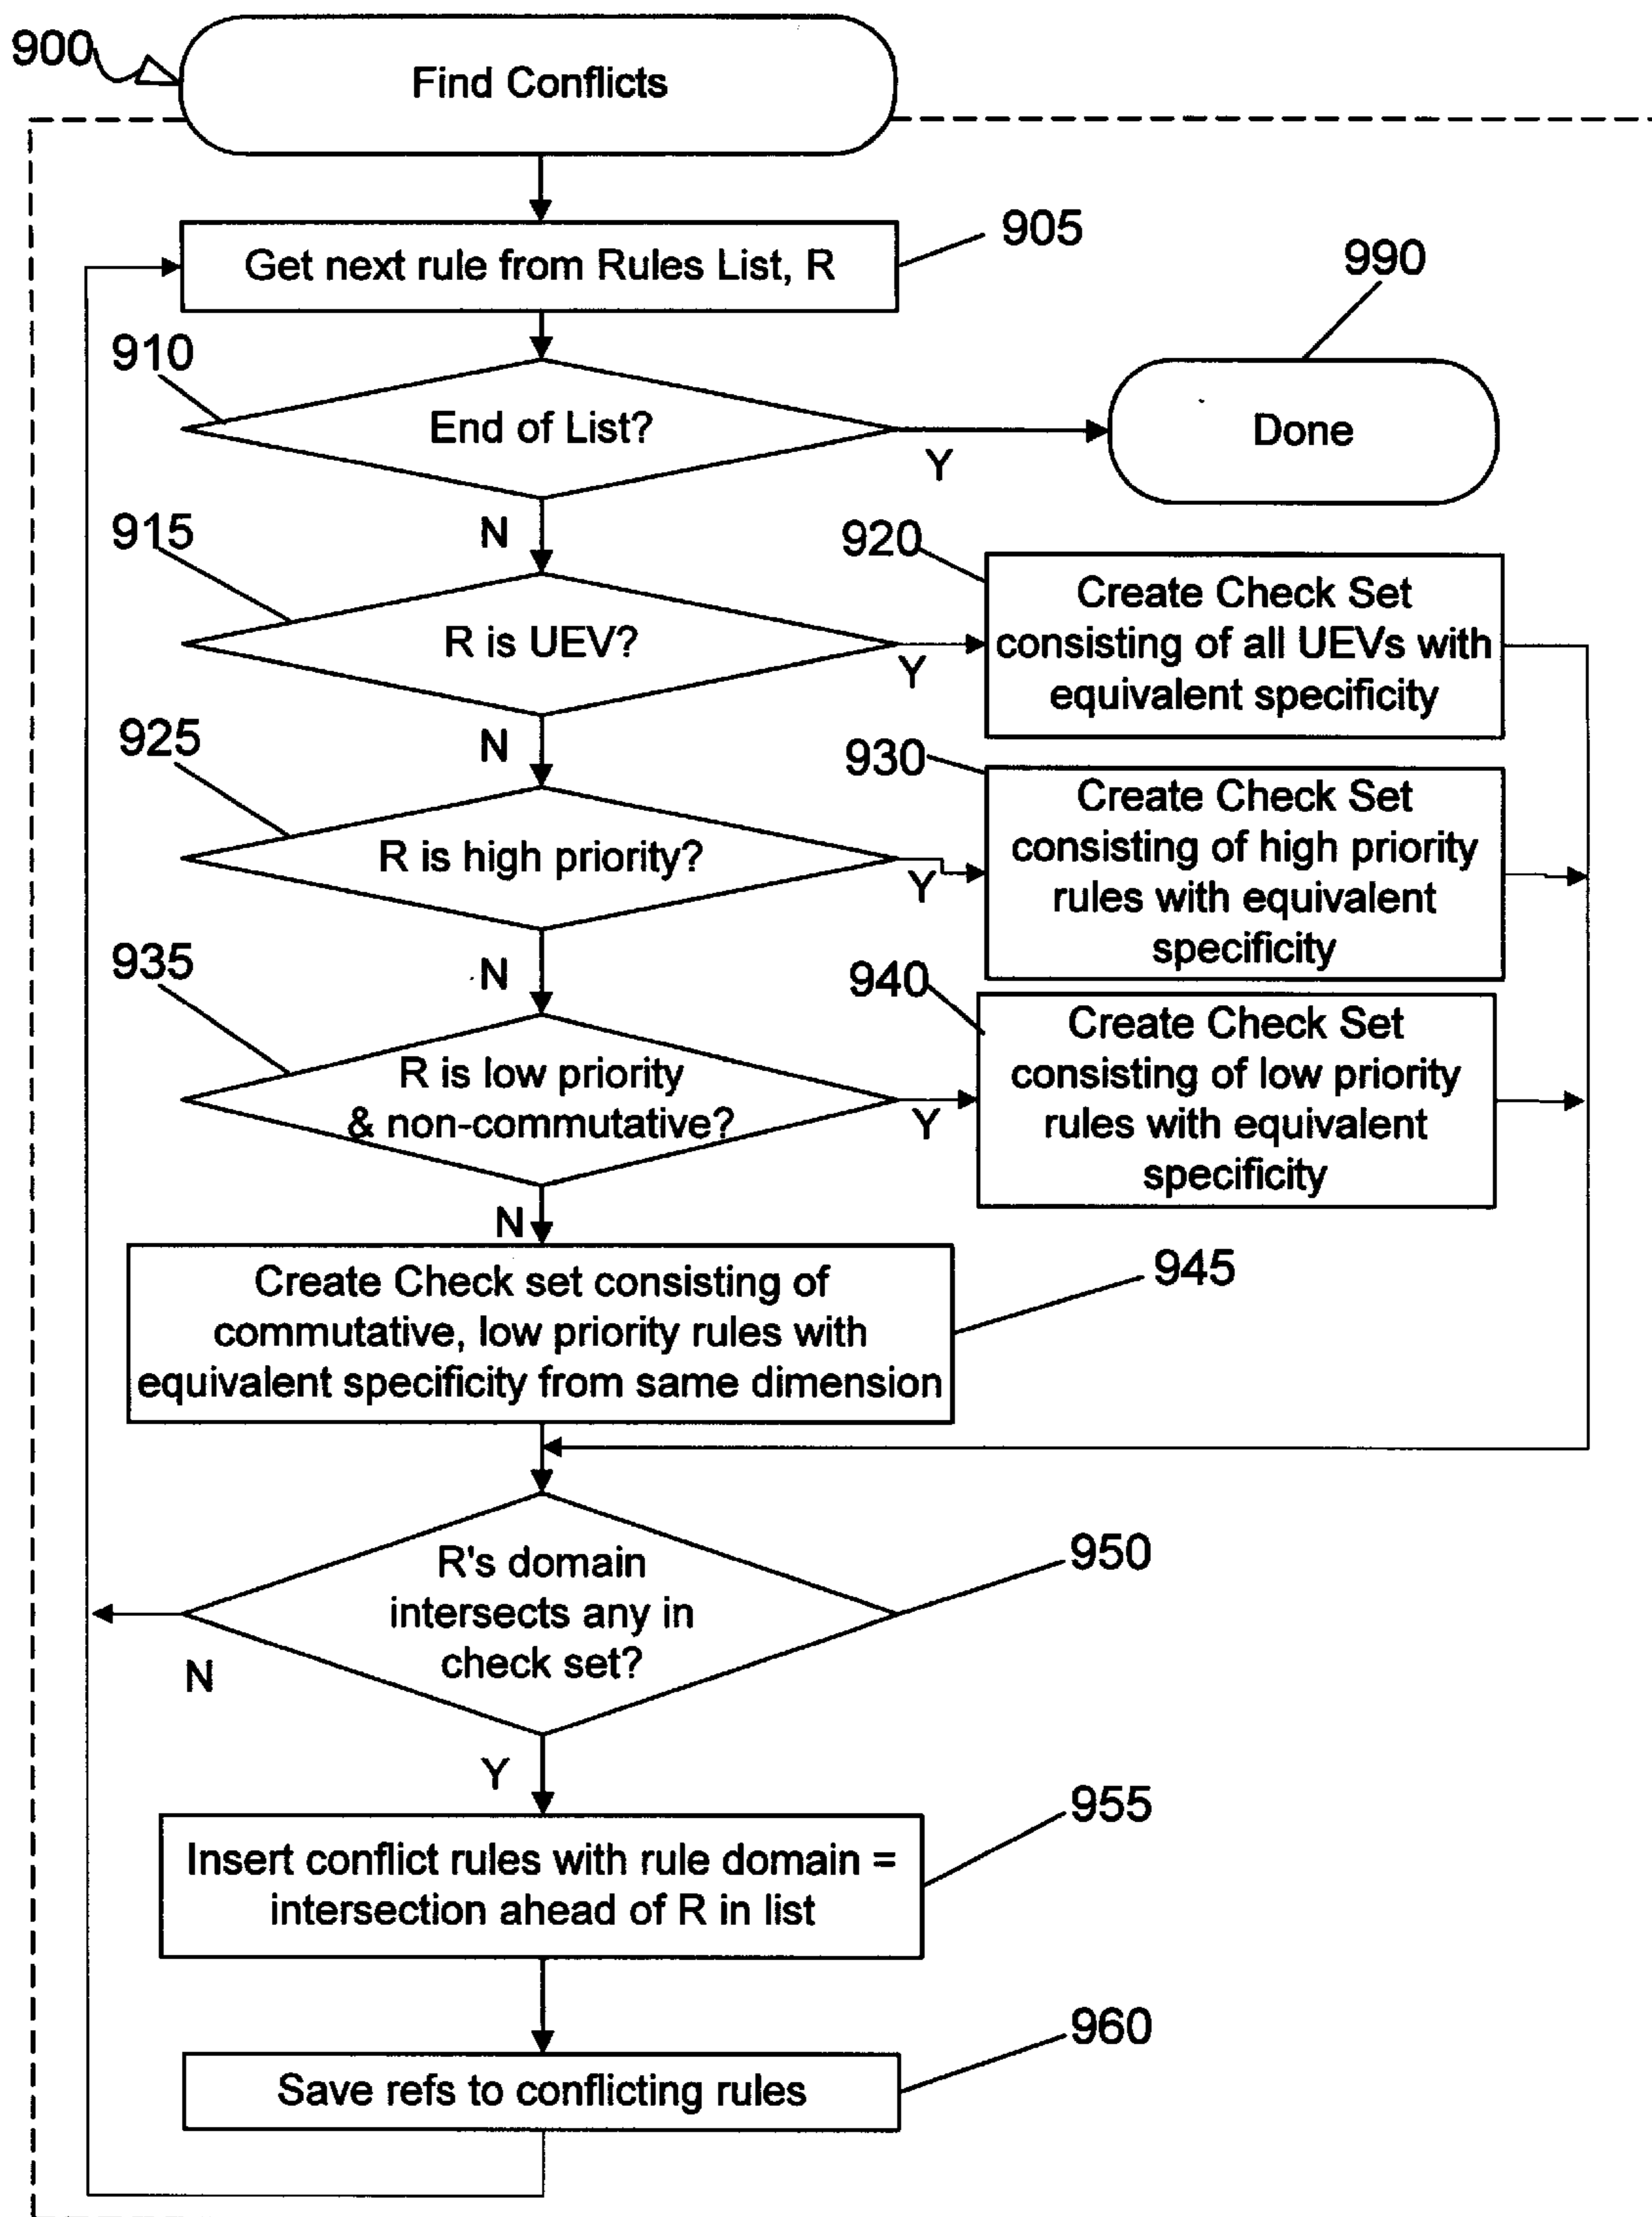 900
Find Conflicts
905
Get next rule from Rules List, R
990
910
End of List?
Done
Y
N
915
920
Create Check Set
consisting of all UEVs with
equivalent specificity
R is UEV?
Y
N
925
930
Create Check Set
consisting of high priority
rules with equivalent
specificity
R is high priority?
Y
N
935
940
Create Check Set
consisting of low priority
rules with equivalent
specificity
R is low priority
& non-commutative?
Y
N
945
Create Check set consisting of
commutative, low priority rules with
equivalent specificity from same dimension
950
R's domain
intersects any in
check set?
N
Y
955
Insert conflict rules with rule domain =
intersection ahead of R in list
960
Save refs to conflicting rules